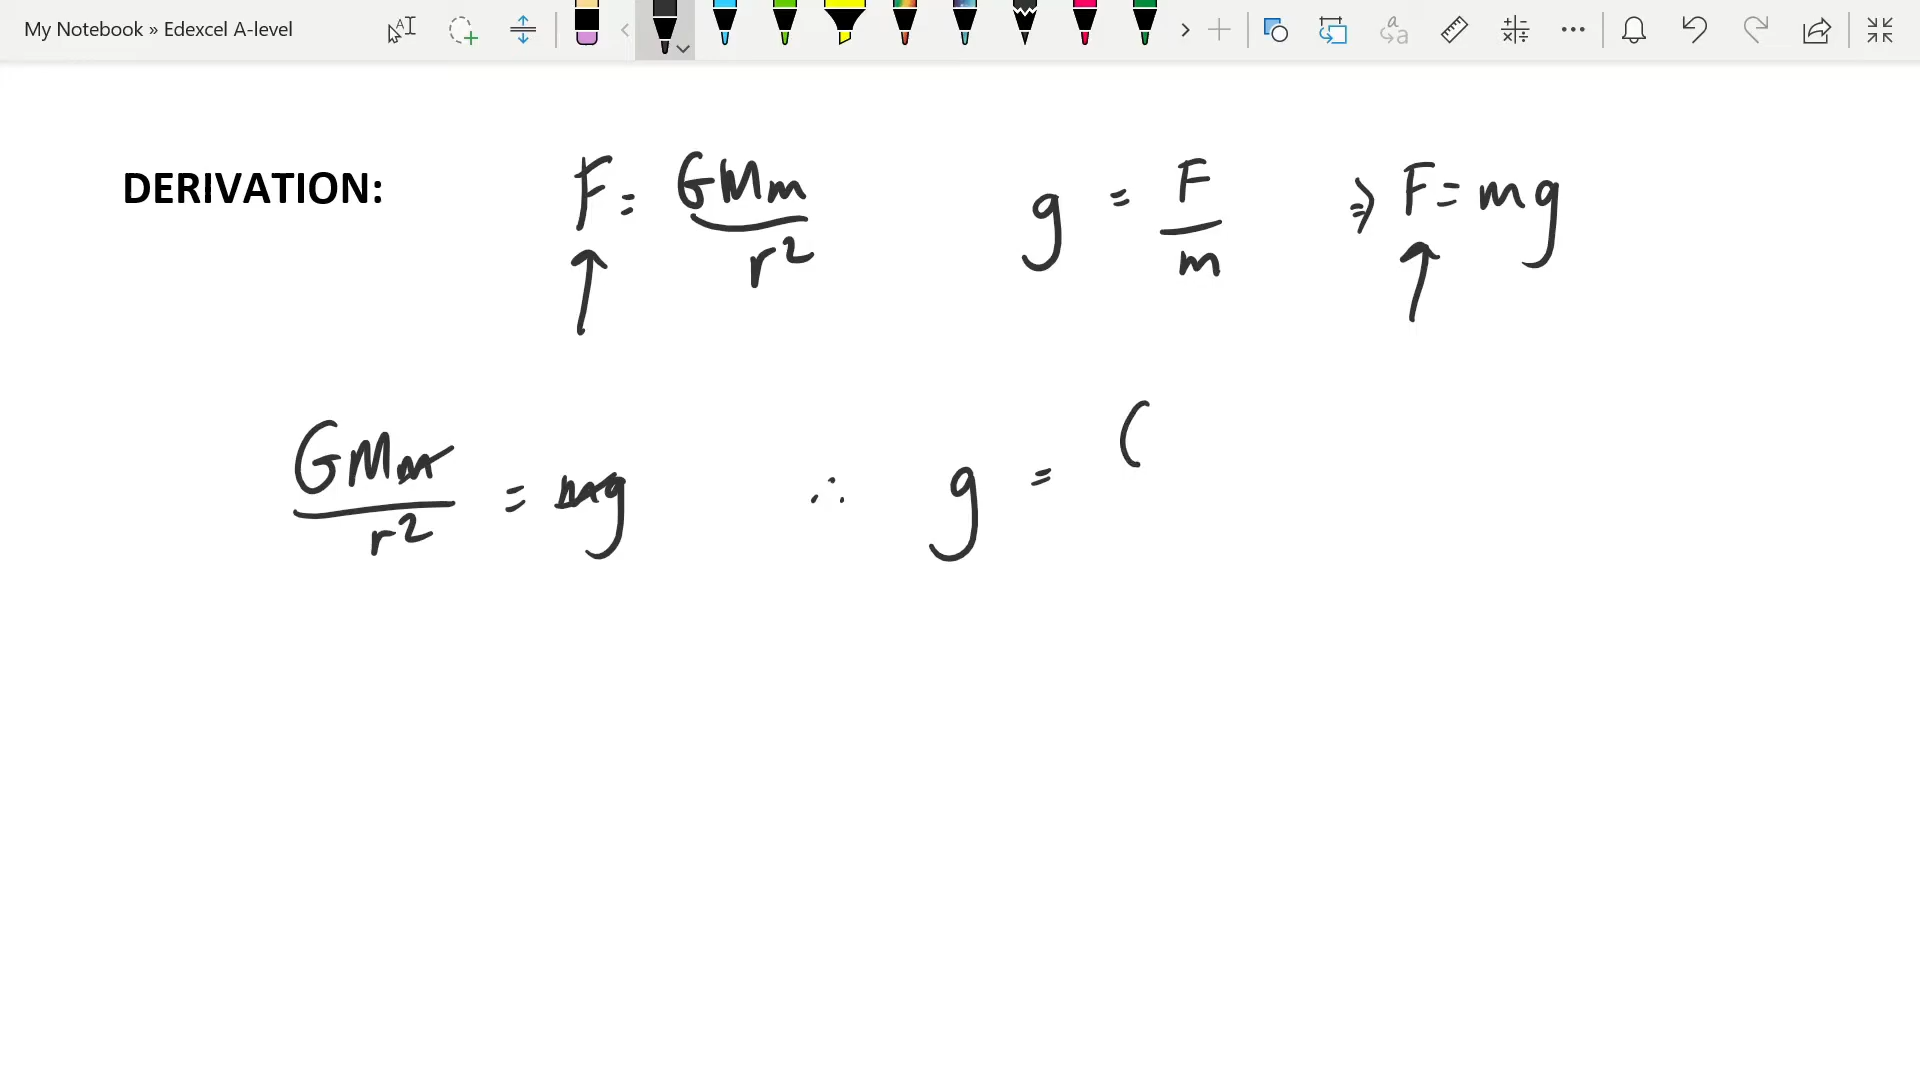 My Notebook » Edexcel A-level
DERIVATION: F = GMm/r² g = F/m ⇒ F = mg
GMm/r² = mg ∴ g = (